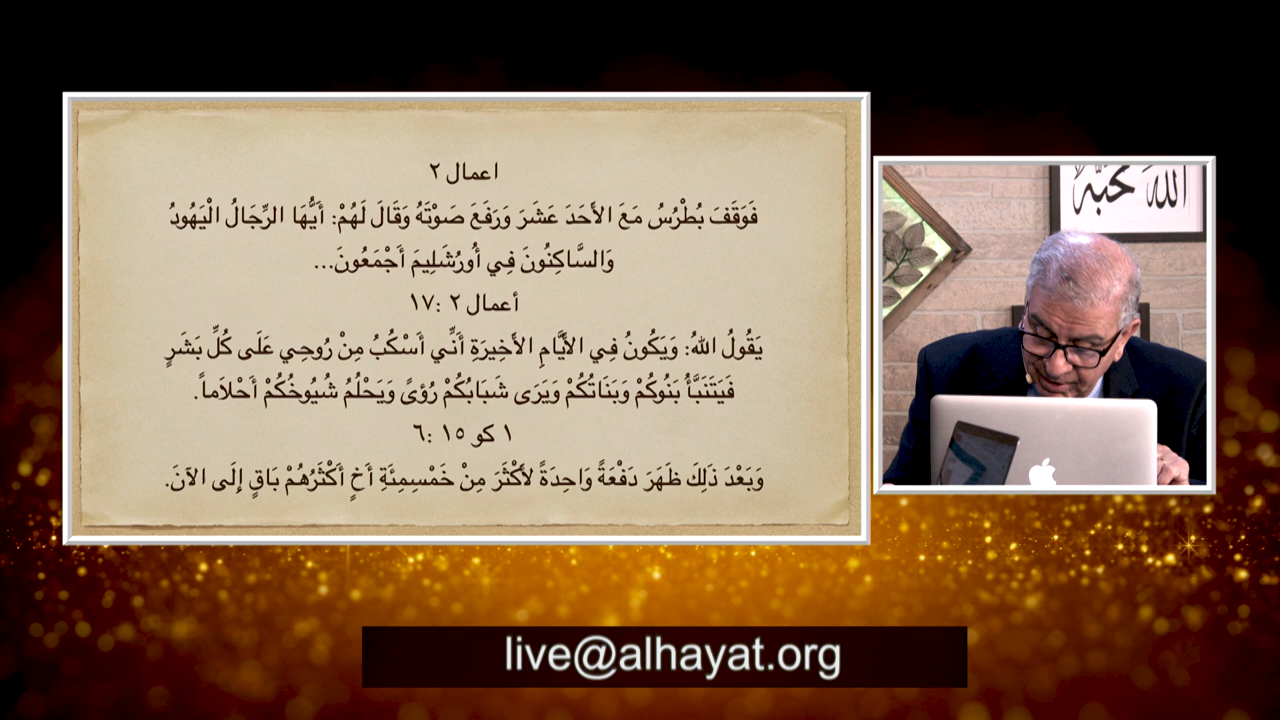 اعمال ٢
فَوَقَفَ بُطْرُسُ مَعَ الأَحَدَ عَشَرَ وَرَفَعَ صَوْتَهُ وَقَالَ لَهُمْ: أَيُّهَا الرِّجَالُ الْيَهُودُ
وَالسَّاكِنُونَ فِي أُورُشَلِيمَ أَجْمَعُونَ...
أعمال ٢ :١٧
يَقُولُ اللهُ: وَيَكُونُ فِي الأَيَّامِ الأَخِيرَةِ أَنِّي أَسْكُبُ مِنْ رُوحِي عَلَى كُلِّ بَشَرٍ
فَيَتَنَبَّأُ بَنُوكُمْ وَبَنَاتُكُمْ وَيَرَى شَبَابُكُمْ رُؤىً وَيَحْلُمُ شُيُوخُكُمْ أَحْلاَماً.
١ كو ١٥ :٦
وَبَعْدَ ذَلِكَ ظَهَرَ دَفْعَةً وَاحِدَةً لأَكْثَرَ مِنْ خَمْسِمِئَةِ أَخٍ أَكْثَرُهُمْ بَاقٍ إِلَى الآنَ.
الله محبة
live@alhayat.org